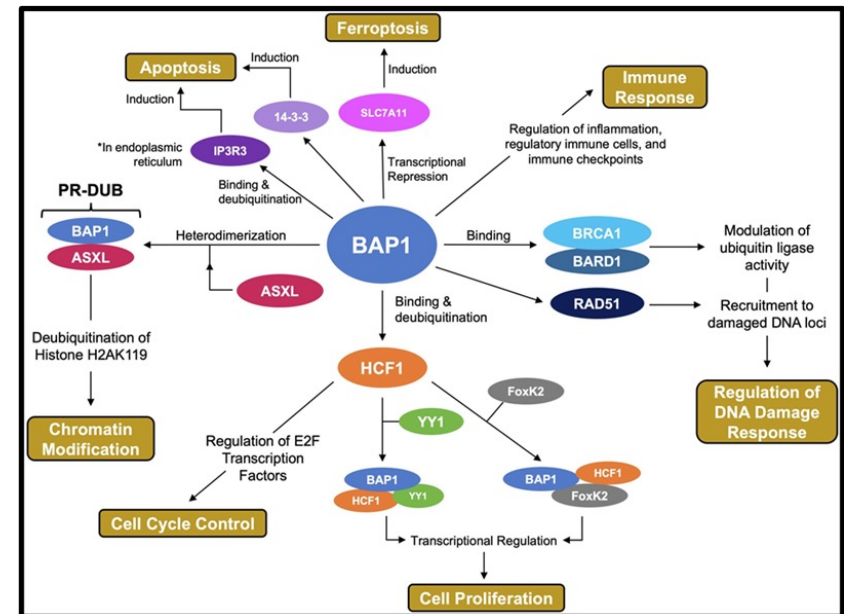 Ferroptosis
Induction
Apoptosis
Induction
Induction
14-3-3
SLC7A11
Immune
Response
*In endoplasmic
reticulum
IP3R3
Binding &
deubiquitination
Transcriptional
Repression
Regulation of inflammation,
regulatory immune cells, and
immune checkpoints
PR-DUB
BAP1
ASXL
Heterodimerization
ASXL
BAP1
Binding
BRCA1
BARD1
Modulation of
ubiquitin ligase
activity
RAD51
Recruitment to
damaged DNA loci
Regulation of
DNA Damage
Response
Binding &
deubiquitination
Deubiquitination of
Histone H2AK119
Chromatin
Modification
HCF1
FoxK2
YY1
Regulation of E2F
Transcription
Factors
Cell Cycle Control
BAP1
HCF1
YY1
BAP1
HCF1
FoxK2
Transcriptional Regulation
Cell Proliferation